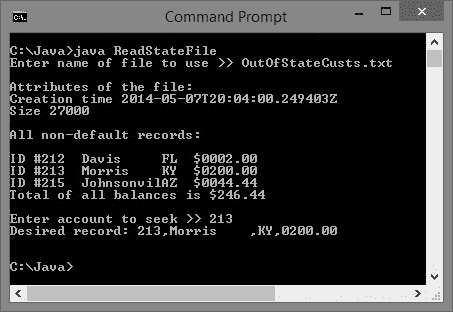 Command Prompt
C:\Java>java ReadStateFile
Enter name of file to use >> OutOfStateCusts.txt
Attributes of the file:
Creation time 2014-05-07T20:04:00.249403Z
Size 27000
All non-default records:
ID #212  Davis     FL  $0002.00
ID #213  Morris    KY  $0200.00
ID #215  JohnsonvilAZ  $0044.44
Total of all balances is $246.44
Enter account to seek >> 213
Desired record: 213,Morris    ,KY,0200.00
C:\Java>